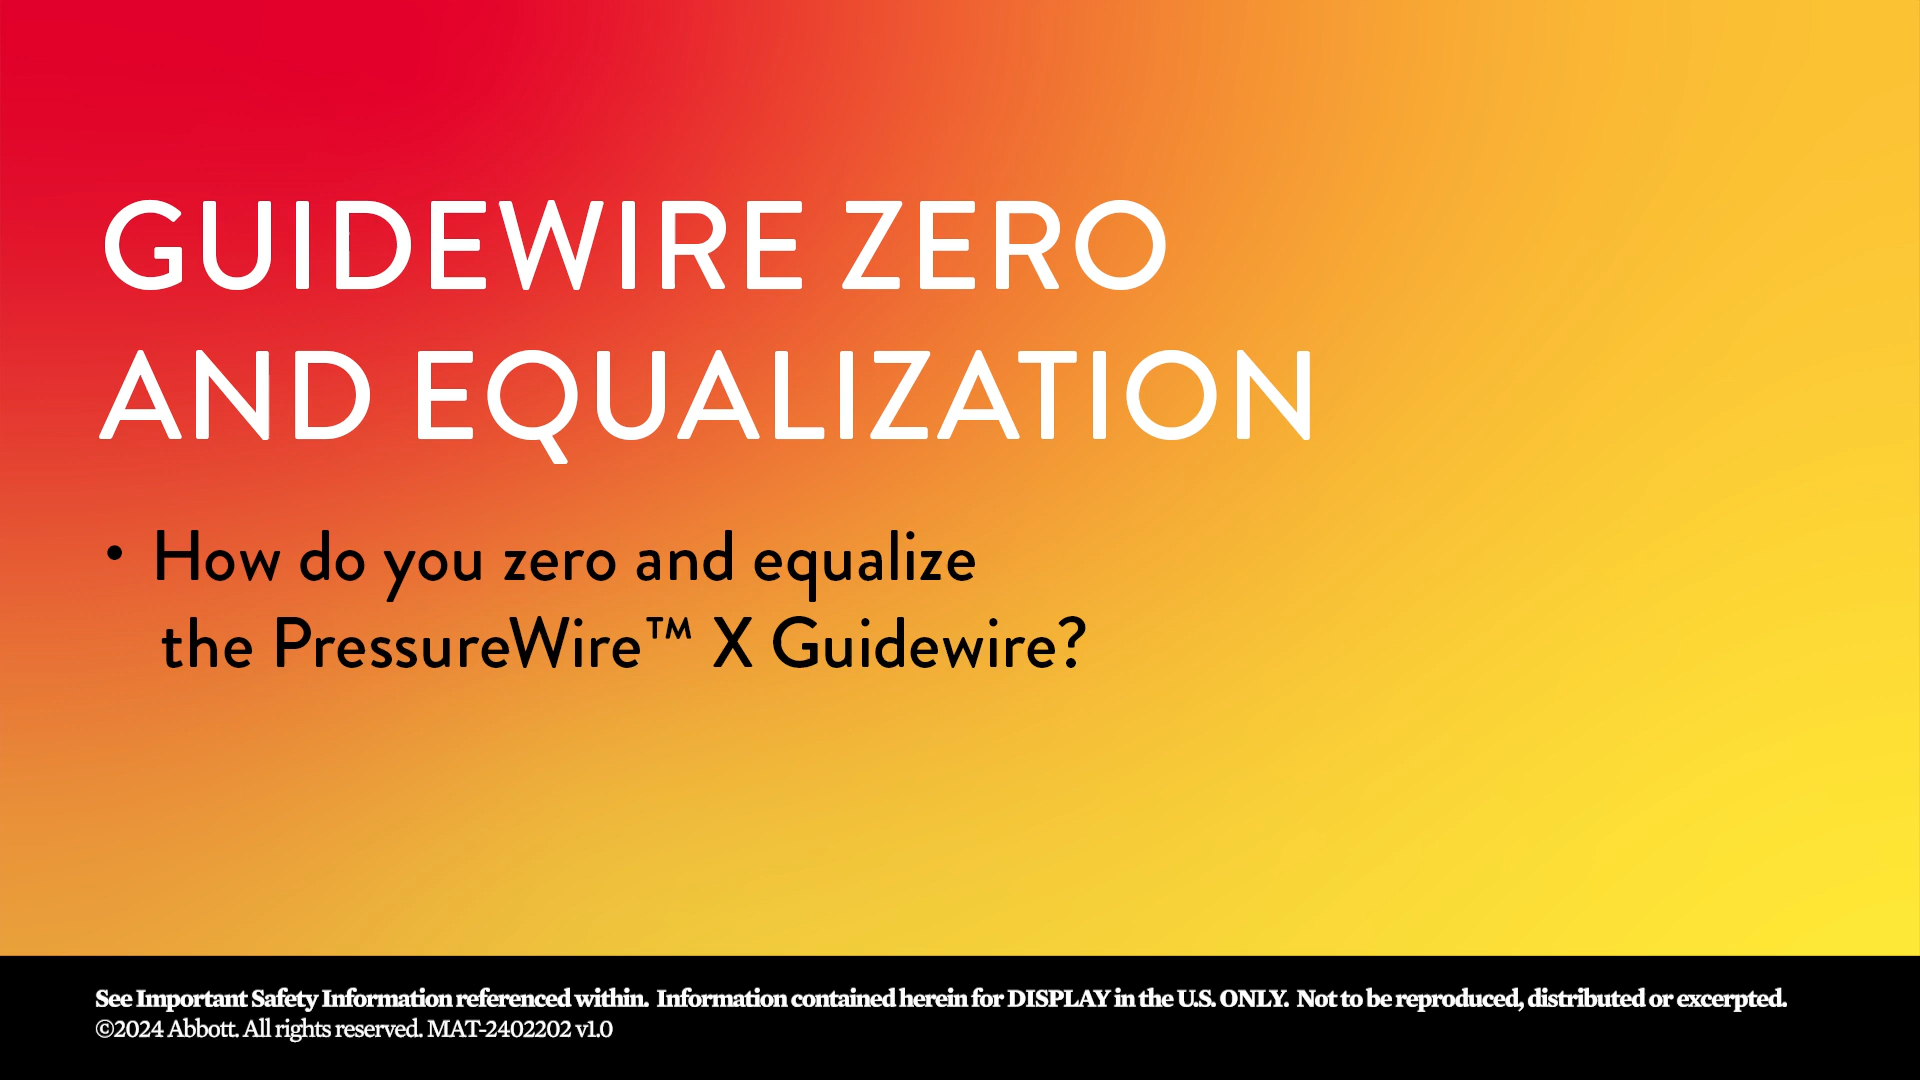 GUIDEWIRE ZERO
AND EQUALIZATION
• How do you zero and equalize
the PressureWire™ X Guidewire?
See Important Safety Information referenced within. Information contained herein for DISPLAY in the U.S. ONLY. Not to be reproduced, distributed or excerpted.
©2024 Abbott. All rights reserved. MAT-2402202 v1.0